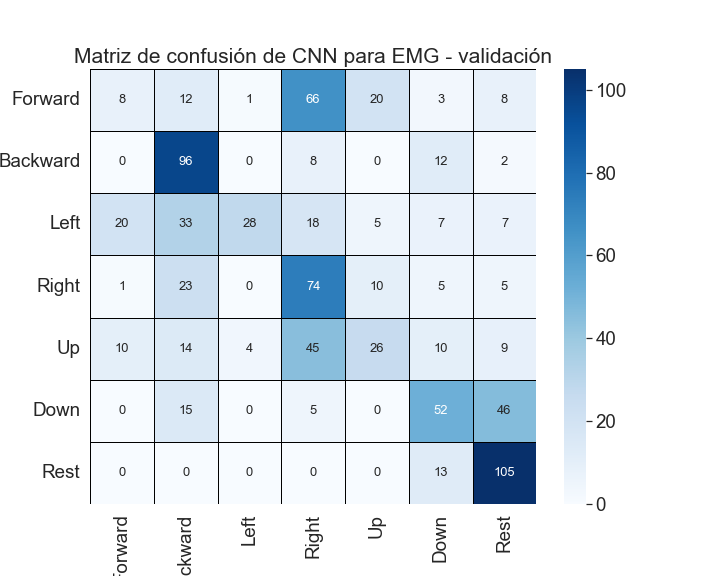 Matriz de confusión de CNN para EMG - validación
Forward 8 12 1 66 20 3 8
Backward 0 96 0 8 0 12 2
Left 20 33 28 18 5 7 7
Right 1 23 0 74 10 5 5
Up 10 14 4 45 26 10 9
Down 0 15 0 5 0 52 46
Rest 0 0 0 0 0 13 105
Forward ckward Left Right Up Down Rest
100
80
60
40
20
0